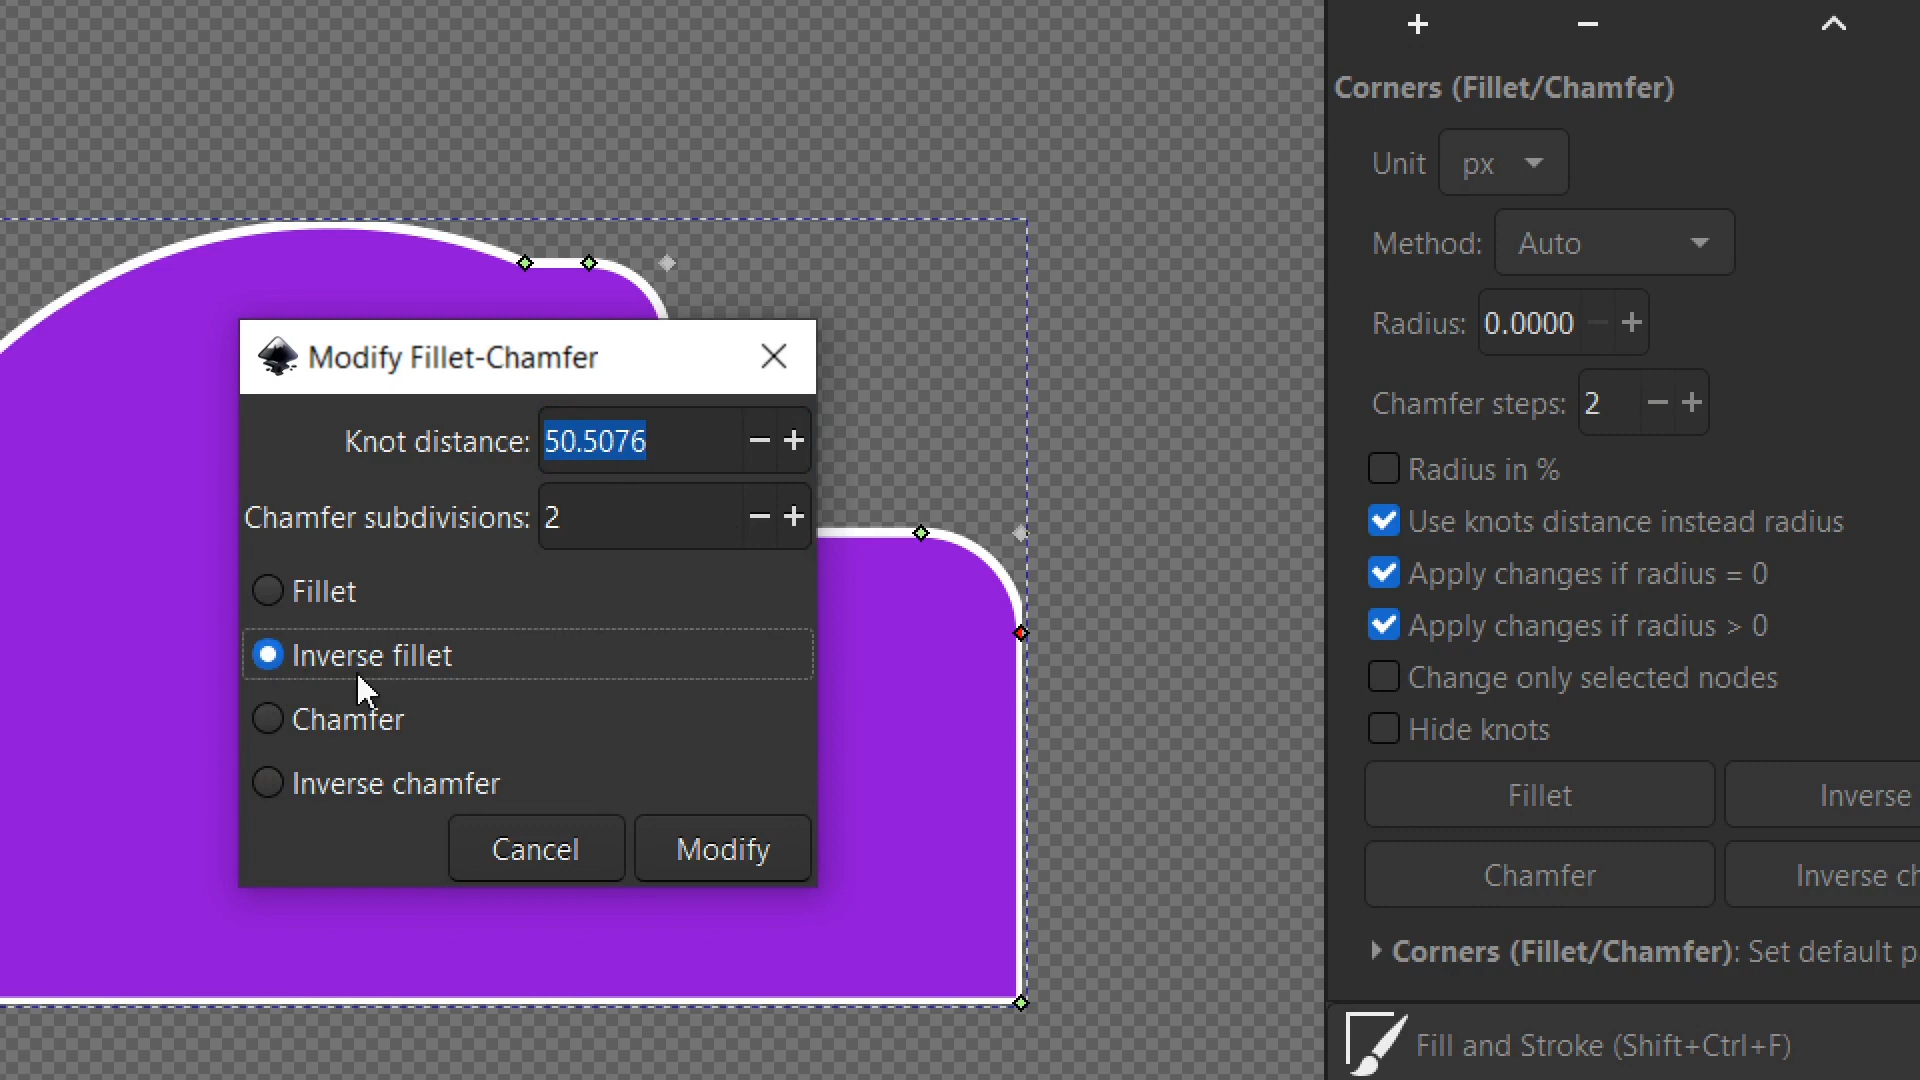 Corners (Fillet/Chamfer)
Unit px
Method: Auto
Radius: 0.0000
Chamfer steps: 2
Radius in %
Use knots distance instead radius
Apply changes if radius = 0
Apply changes if radius > 0
Change only selected nodes
Hide knots
Fillet Inverse
Chamfer Inverse ch
Corners (Fillet/Chamfer): Set default p
Fill and Stroke (Shift+Ctrl+F)
Modify Fillet-Chamfer
Knot distance: 50.5076
Chamfer subdivisions: 2
Fillet
Inverse fillet
Chamfer
Inverse chamfer
Cancel Modify